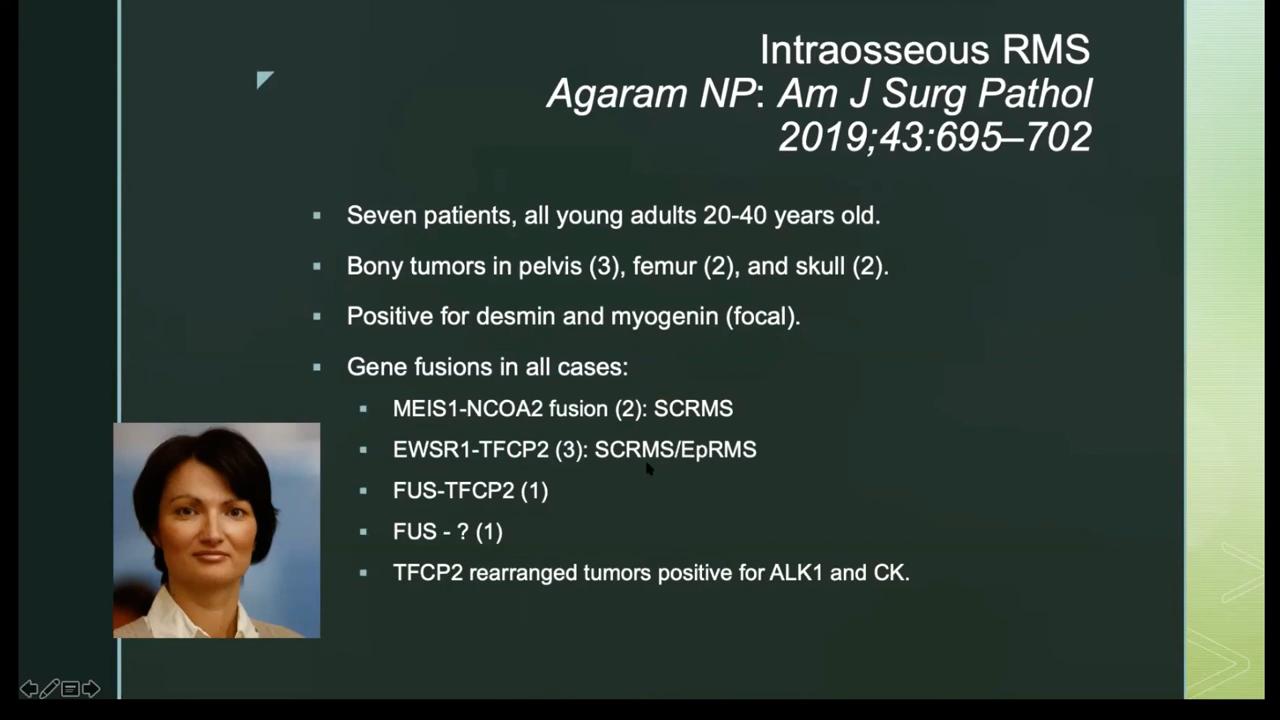 Intraosseous RMS
Agaram NP: Am J Surg Pathol
2019;43:695–702
Seven patients, all young adults 20-40 years old.
Bony tumors in pelvis (3), femur (2), and skull (2).
Positive for desmin and myogenin (focal).
Gene fusions in all cases:
MEIS1-NCOA2 fusion (2): SCRMS
EWSR1-TFCP2 (3): SCRMS/EpRMS
FUS-TFCP2 (1)
FUS - ? (1)
TFCP2 rearranged tumors positive for ALK1 and CK.